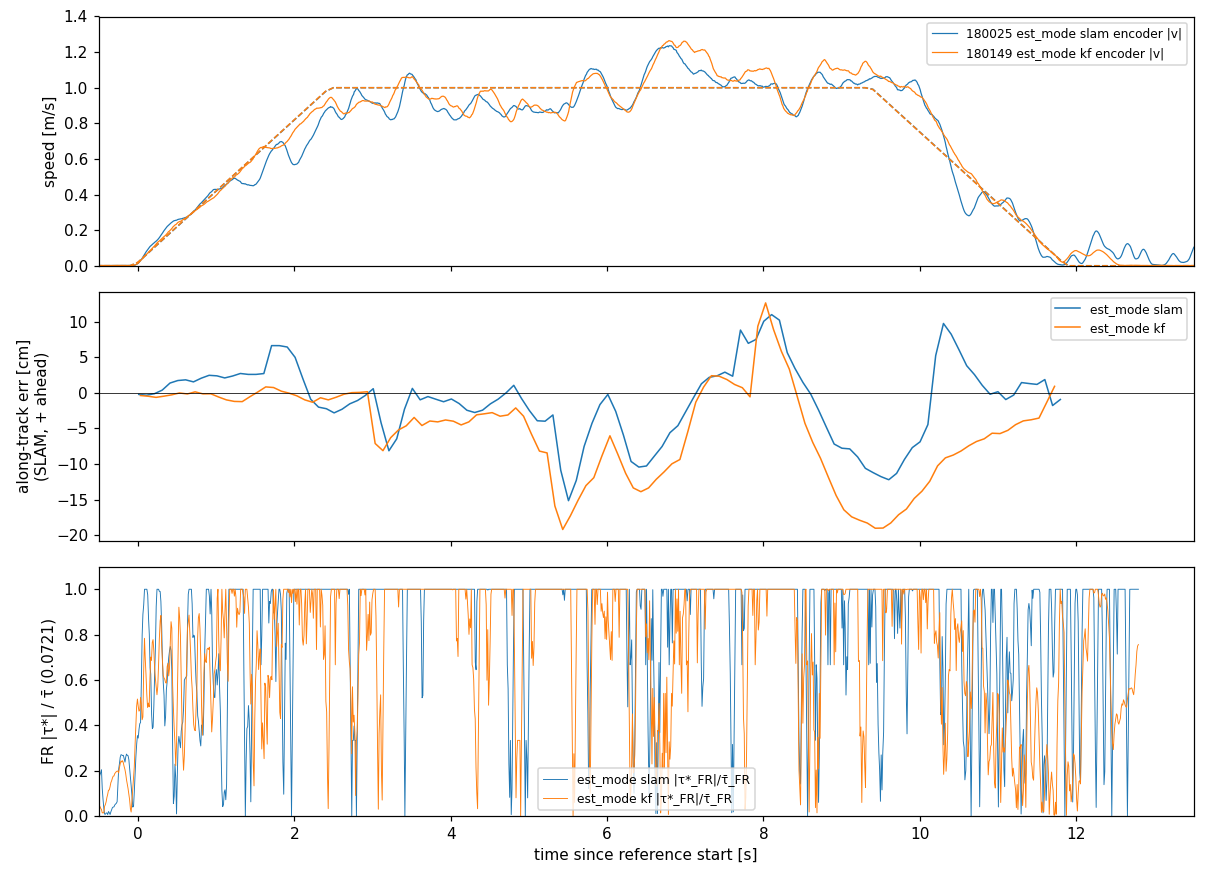 1.4
1.2
1.0
0.8
0.6
0.4
0.2
0.0
speed [m/s]
180025 est_mode slam encoder |v|
180149 est_mode kf encoder |v|
10
5
0
−5
−10
−15
−20
along-track err [cm]
(SLAM, + ahead)
est_mode slam
est_mode kf
1.0
0.8
0.6
0.4
0.2
0.0
FR |τ*| / τ̄ (0.0721)
est_mode slam |τ*_FR|/τ̄_FR
est_mode kf |τ*_FR|/τ̄_FR
0 2 4 6 8 10 12
time since reference start [s]